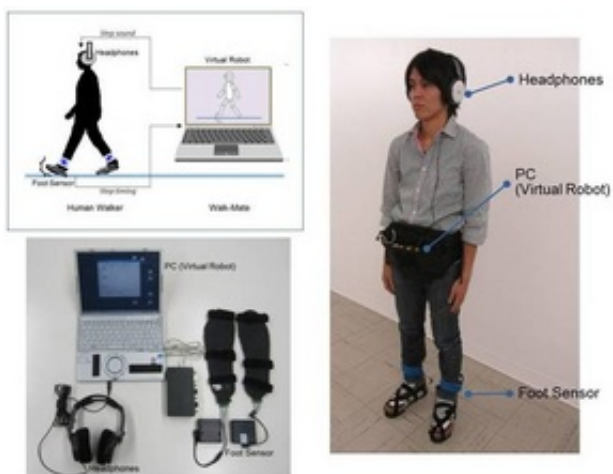 Step sound
Headphones
Virtual Robot
Foot Sensor
Step timing
Human Walker
Walk-Mate
PC (Virtual Robot)
Foot Sensor
Headphones
Headphones
PC
(Virtual Robot)
Foot Sensor